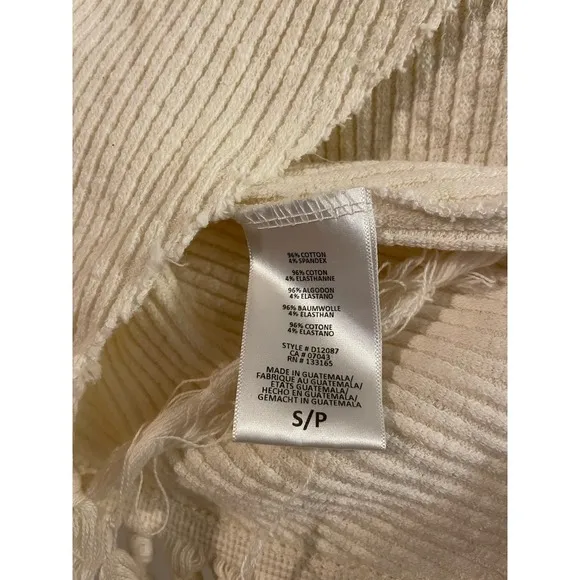 96% COTTON
4% SPANDEX
96% COTON
4% ELASTHANNE
96% ALGODON
4% ELASTANO
96% BAUMWOLLE
4% ELASTHAN
96% COTONE
4% ELASTANO
STYLE # D12087
CA # 07043
RN # 133165
MADE IN GUATEMALA/
FABRIQUE AU GUATEMALA/
ETATS GUATEMALA/
HECHO EN GUATEMALA/
GEMACHT IN GUATEMALA
S/P